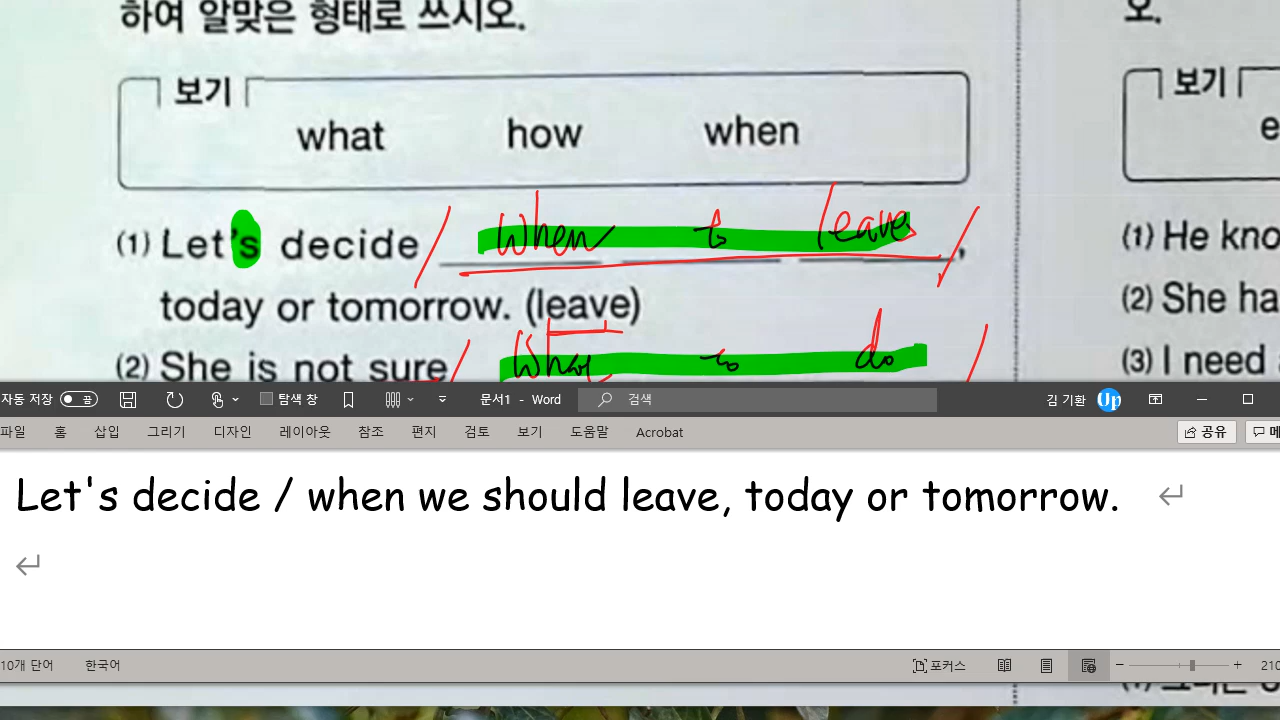 하여 알맞은 형태로 쓰시오.
오.
보기
what how when
보기
e
(1) Let's decide / when to leave /,
today or tomorrow. (leave)
(2) She is not sure / what to do /
(1) He kno
(2) She ha
(3) I need
자동 저장 끔 탐색 창 문서1 - Word 검색 김 기환 Up
파일 홈 삽입 그리기 디자인 레이아웃 참조 편지 검토 보기 도움말 Acrobat 공유 메
Let's decide / when we should leave, today or tomorrow. ↵
↵
10개 단어 한국어 포커스 − + 210